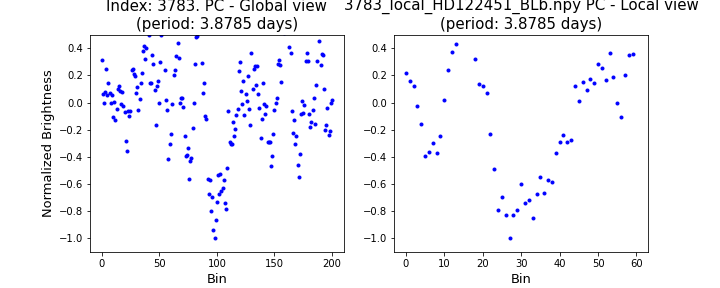 Index: 3783. PC - Global view
(period: 3.8785 days)
3783_local_HD122451_BLb.npy PC - Local view
(period: 3.8785 days)
Normalized Brightness
0.4
0.2
0.0
−0.2
−0.4
−0.6
−0.8
−1.0
0 50 100 150 200
Bin
0.4
0.2
0.0
−0.2
−0.4
−0.6
−0.8
−1.0
0 10 20 30 40 50 60
Bin